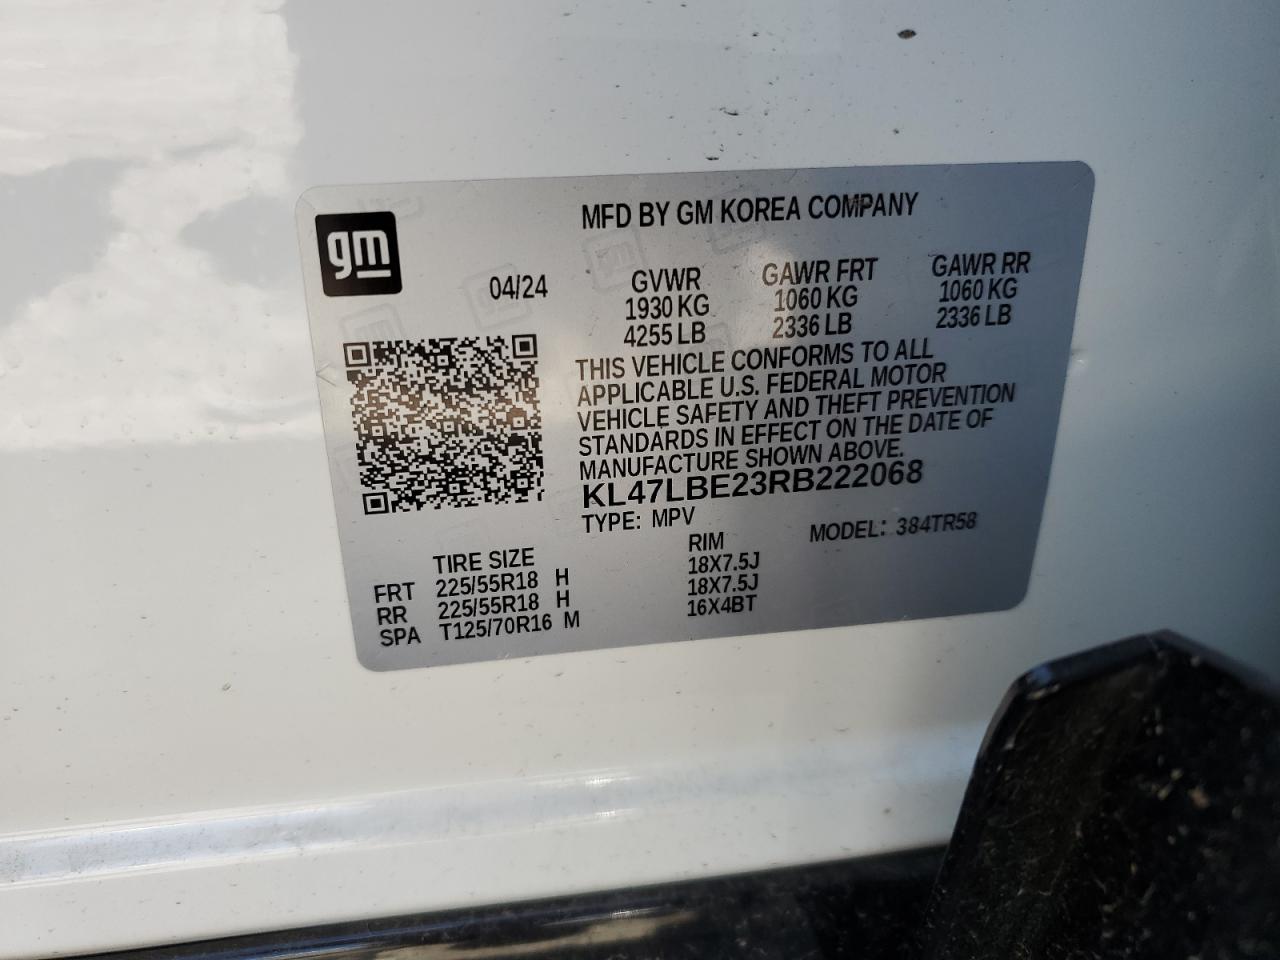 gm
MFD BY GM KOREA COMPANY
04/24
GVWR
1930 KG
4255 LB
GAWR FRT
1060 KG
2336 LB
GAWR RR
1060 KG
2336 LB
THIS VEHICLE CONFORMS TO ALL
APPLICABLE U.S. FEDERAL MOTOR
VEHICLE SAFETY AND THEFT PREVENTION
STANDARDS IN EFFECT ON THE DATE OF
MANUFACTURE SHOWN ABOVE.
KL47LBE23RB222068
TYPE: MPV
MODEL: 384TR58
TIRE SIZE RIM
FRT 225/55R18 H 18X7.5J
RR 225/55R18 H 18X7.5J
SPA T125/70R16 M 16X4BT